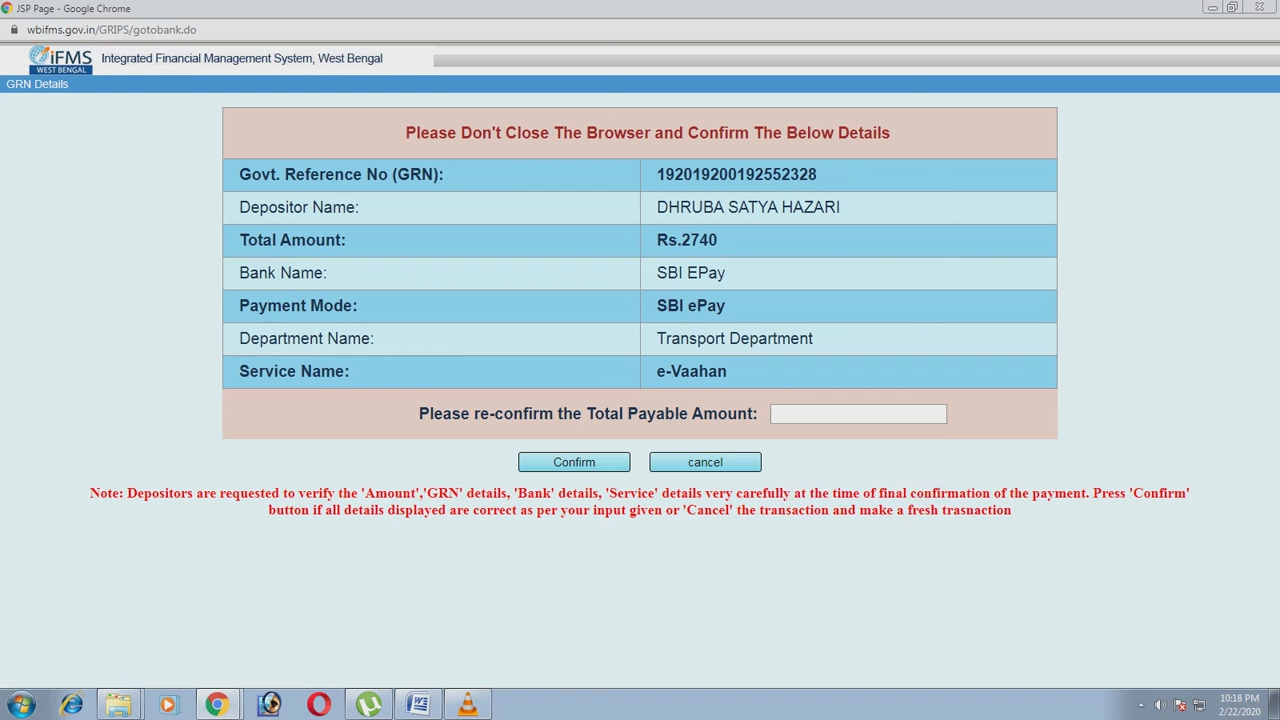 JSP Page - Google Chrome
wbifms.gov.in/GRIPS/gotobank.do
iFMS
WEST BENGAL
Integrated Financial Management System, West Bengal
GRN Details
Please Don't Close The Browser and Confirm The Below Details
Govt. Reference No (GRN): 192019200192552328
Depositor Name: DHRUBA SATYA HAZARI
Total Amount: Rs.2740
Bank Name: SBI EPay
Payment Mode: SBI ePay
Department Name: Transport Department
Service Name: e-Vaahan
Please re-confirm the Total Payable Amount:
Confirm cancel
Note: Depositors are requested to verify the 'Amount','GRN' details, 'Bank' details, 'Service' details very carefully at the time of final confirmation of the payment. Press 'Confirm'
button if all details displayed are correct as per your input given or 'Cancel' the transaction and make a fresh trasnaction
10:18 PM
2/22/2020